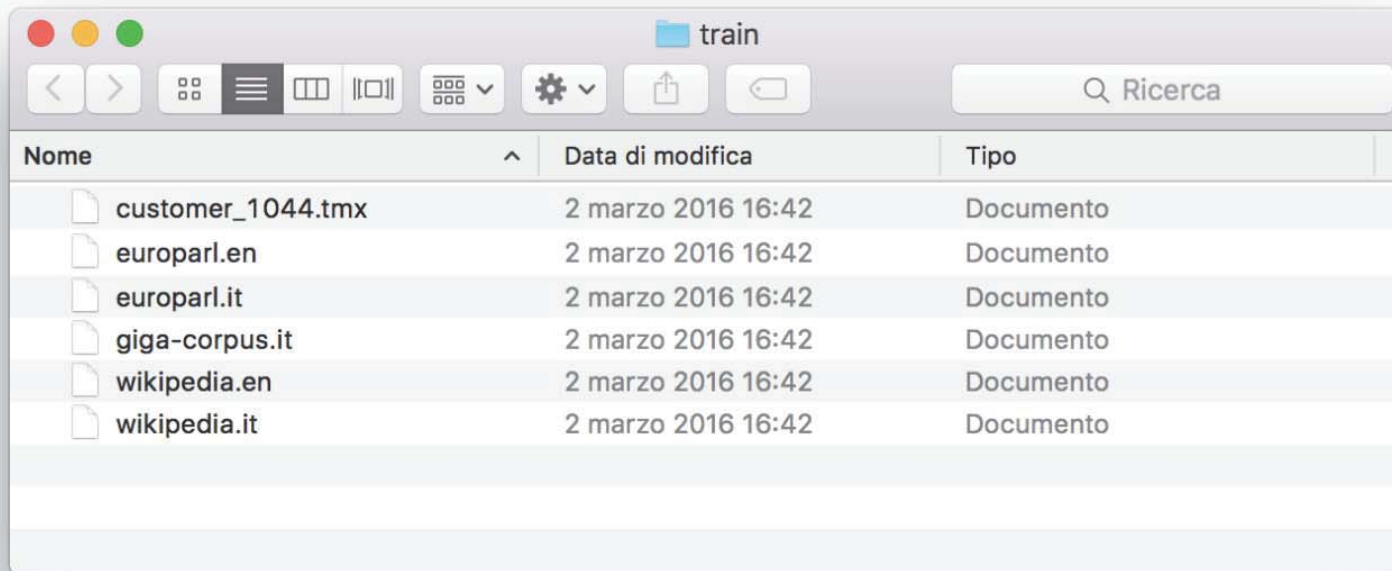 train
Ricerca
Nome Data di modifica Tipo
customer_1044.tmx 2 marzo 2016 16:42 Documento
europarl.en 2 marzo 2016 16:42 Documento
europarl.it 2 marzo 2016 16:42 Documento
giga-corpus.it 2 marzo 2016 16:42 Documento
wikipedia.en 2 marzo 2016 16:42 Documento
wikipedia.it 2 marzo 2016 16:42 Documento